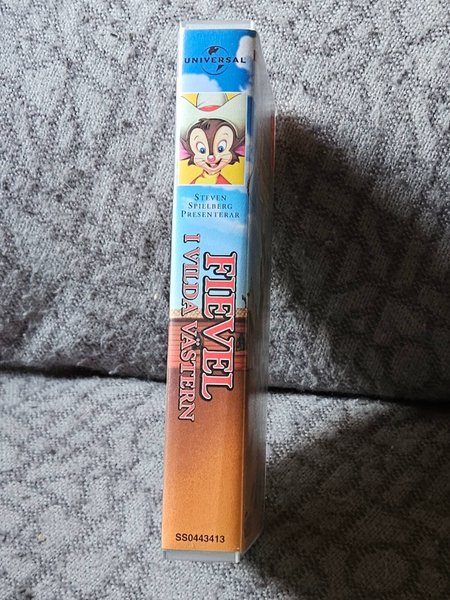 UNIVERSAL
STEVEN
SPIELBERG
PRESENTERAR
FIEVEL
I VILDA VÄSTERN
SS0443413